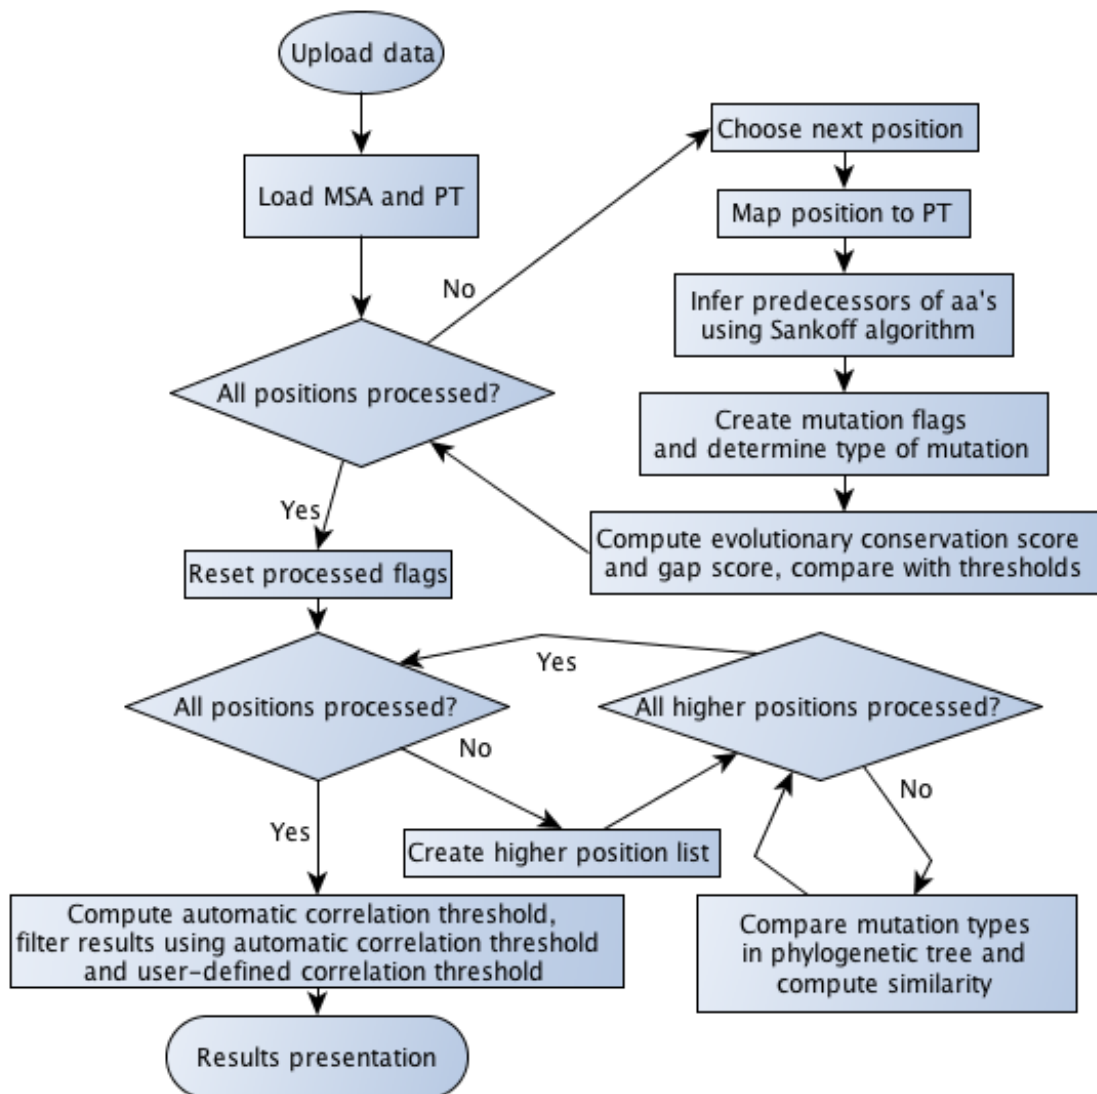 Upload data
Load MSA and PT
All positions processed?
No
Choose next position
Map position to PT
Infer predecessors of aa's
using Sankoff algorithm
Create mutation flags
and determine type of mutation
Compute evolutionary conservation score
and gap score, compare with thresholds
Yes
Reset processed flags
All positions processed?
No
Create higher position list
All higher positions processed?
Yes
No
Compare mutation types
in phylogenetic tree and
compute similarity
Yes
Compute automatic correlation threshold,
filter results using automatic correlation threshold
and user-defined correlation threshold
Results presentation